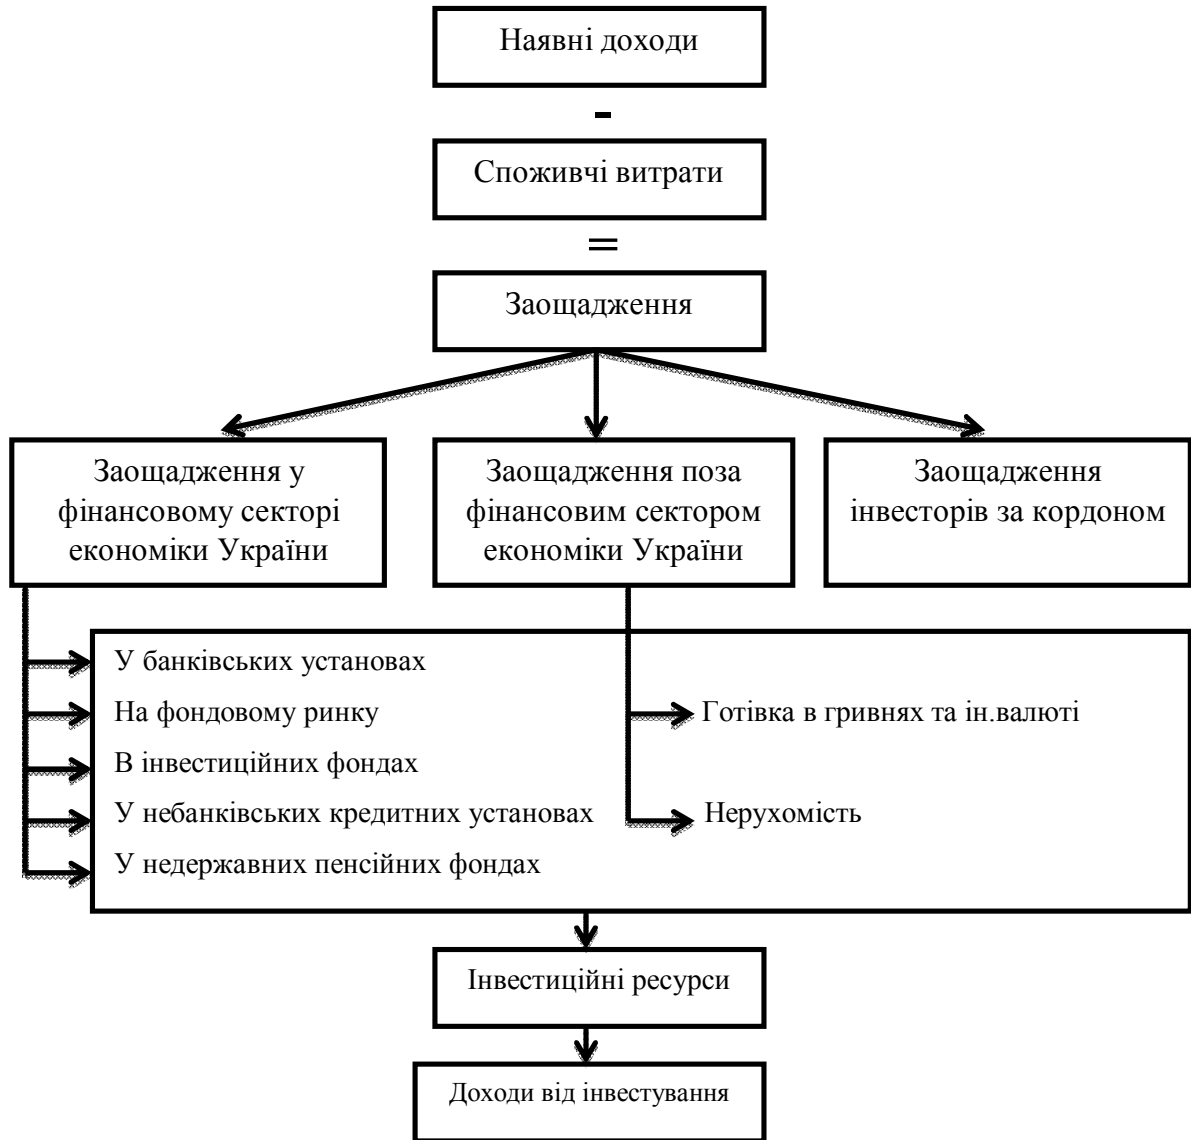 Наявні доходи
-
Споживчі витрати
=
Заощадження
Заощадження у
фінансовому секторі
економіки України
Заощадження поза
фінансовим сектором
економіки України
Заощадження
інвесторів за кордоном
У банківських установах
На фондовому ринку
В інвестиційних фондах
У небанківських кредитних установах
У недержавних пенсійних фондах
Готівка в гривнях та ін.валюті
Нерухомість
Інвестиційні ресурси
Доходи від інвестування